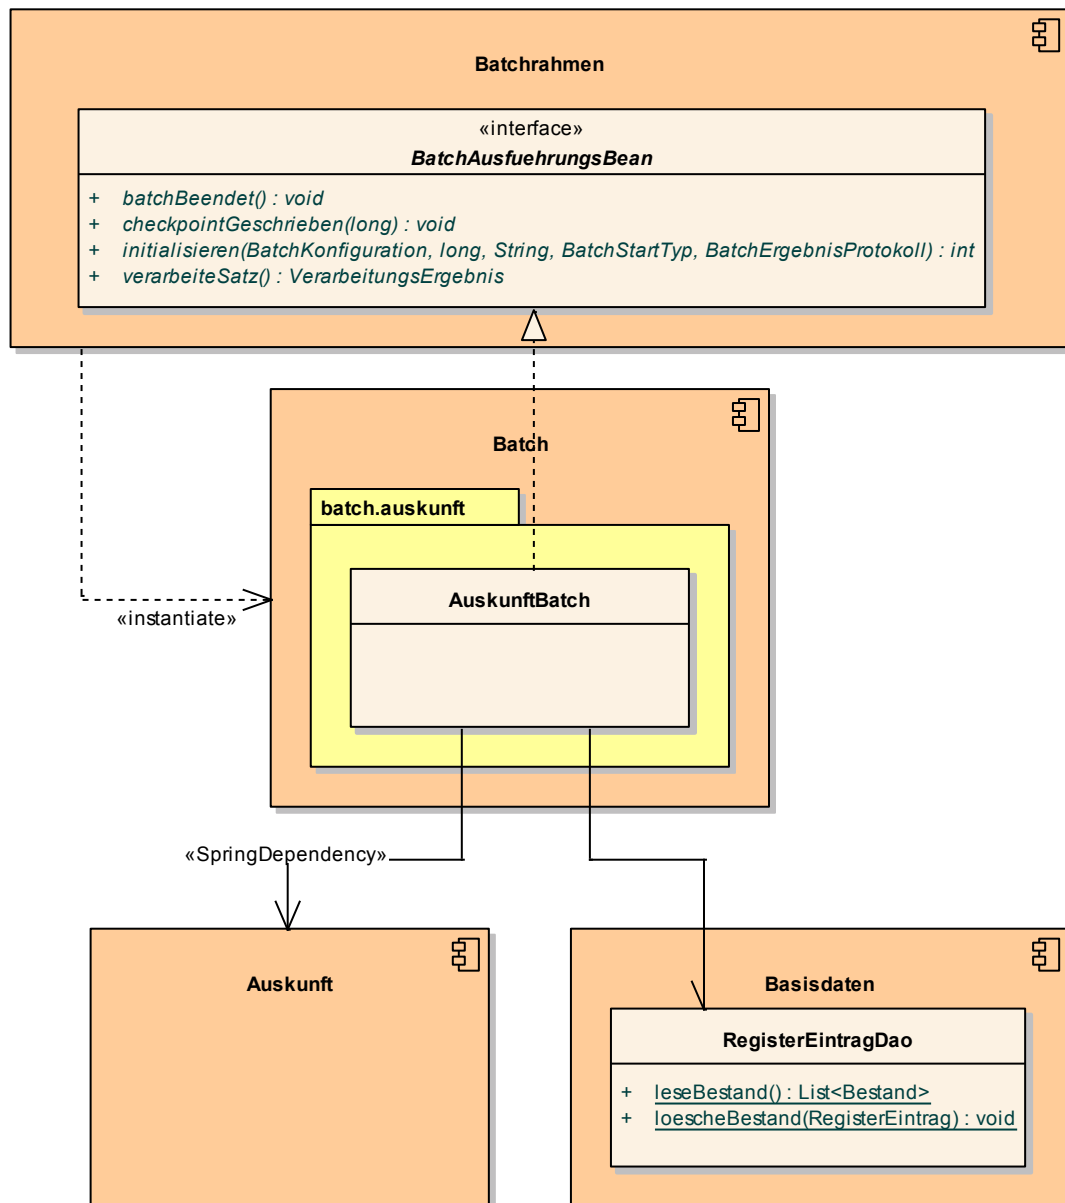 Batchrahmen
«interface»
BatchAusfuehrungsBean
+ batchBeendet() : void
+ checkpointGeschrieben(long) : void
+ initialisieren(BatchKonfiguration, long, String, BatchStartTyp, BatchErgebnisProtokoll) : int
+ verarbeiteSatz() : VerarbeitungsErgebnis
Batch
batch.auskunft
AuskunftBatch
«instantiate»
«SpringDependency»
Auskunft
Basisdaten
RegisterEintragDao
+ leseBestand() : List<Bestand>
+ loescheBestand(RegisterEintrag) : void